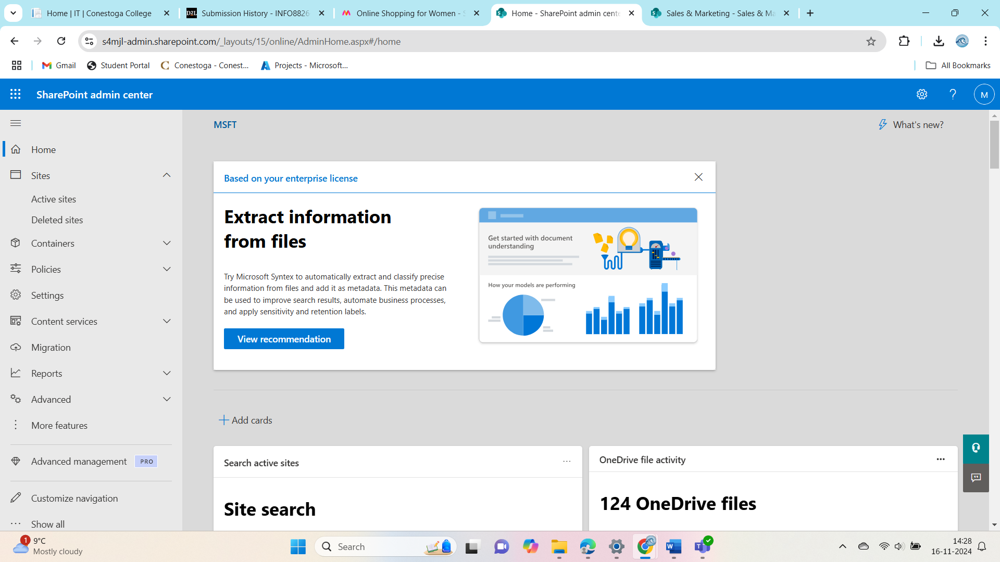 Home | IT | Conestoga College
D2L Submission History - INFO8826
Online Shopping for Women - S
Home - SharePoint admin cente
Sales & Marketing - Sales & Ma
s4mjl-admin.sharepoint.com/_layouts/15/online/AdminHome.aspx#/home
Gmail
Student Portal
Conestoga - Conest...
Projects - Microsoft...
All Bookmarks
SharePoint admin center
M
MSFT
What's new?
Home
Sites
Active sites
Deleted sites
Containers
Policies
Settings
Content services
Migration
Reports
Advanced
More features
Advanced management PRO
Customize navigation
Show all
Based on your enterprise license
Extract information
from files
Try Microsoft Syntex to automatically extract and classify precise
information from files and add it as metadata. This metadata can
be used to improve search results, automate business processes,
and apply sensitivity and retention labels.
View recommendation
Get started with document
understanding
How your models are performing
Add cards
Search active sites
Site search
OneDrive file activity
124 OneDrive files
1
9°C
Mostly cloudy
Search
14:28
16-11-2024